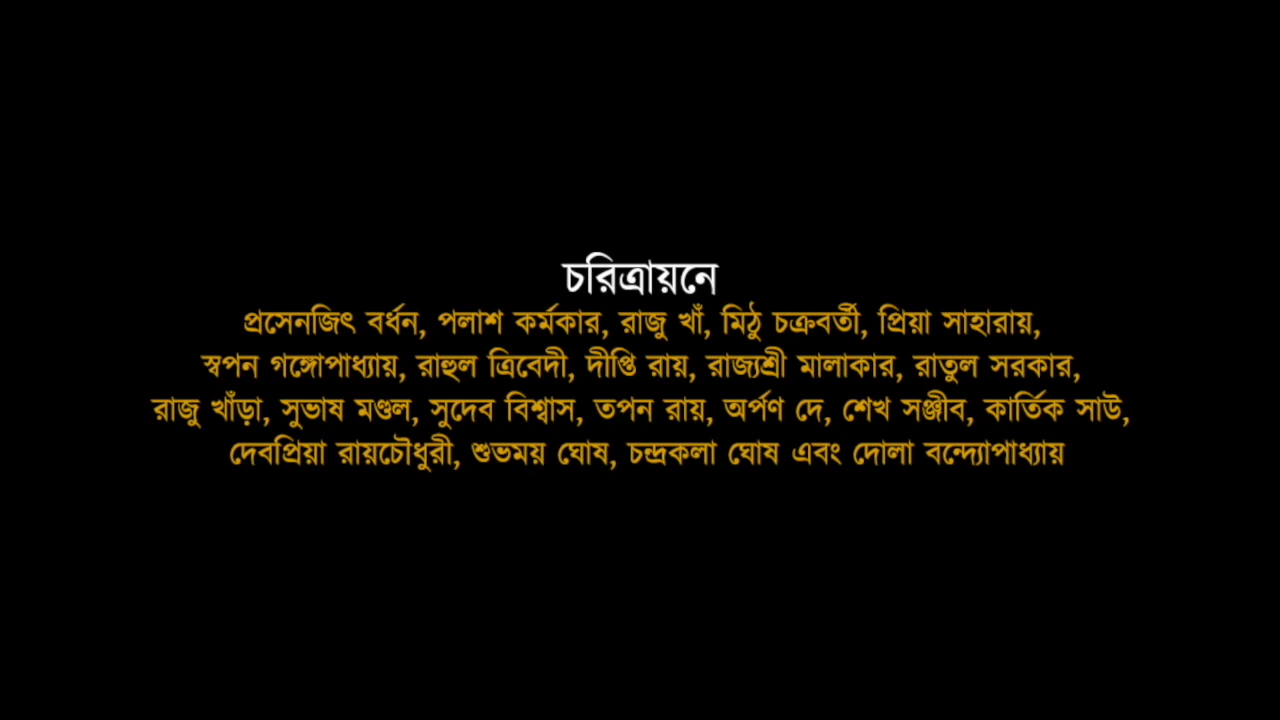 চরিত্রায়নে
প্রসেনজিৎ বর্ধন, পলাশ কর্মকার, রাজু খাঁ, মিঠু চক্রবর্তী, প্রিয়া সাহারায়,
স্বপন গঙ্গোপাধ্যায়, রাহুল ত্রিবেদী, দীপ্তি রায়, রাজ্যশ্রী মালাকার, রাতুল সরকার,
রাজু খাঁড়া, সুভাষ মণ্ডল, সুদেব বিশ্বাস, তপন রায়, অর্পণ দে, শেখ সঞ্জীব, কার্তিক সাউ,
দেবপ্রিয়া রায়চৌধুরী, শুভময় ঘোষ, চন্দ্রকলা ঘোষ এবং দোলা বন্দ্যোপাধ্যায়